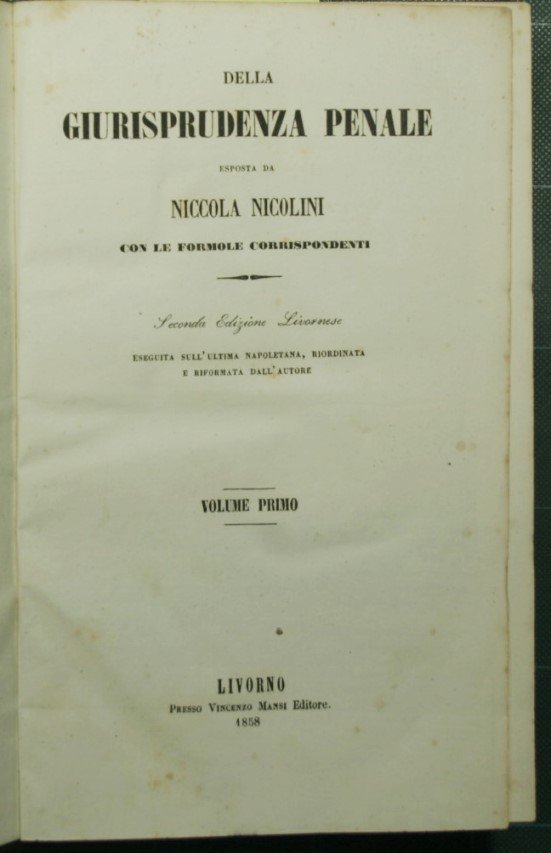 DELLA
GIURISPRUDENZA PENALE
ESPOSTA DA
NICCOLA NICOLINI
CON LE FORMOLE CORRISPONDENTI
Seconda Edizione Livornese
ESEGUITA SULL'ULTIMA NAPOLETANA, RIORDINATA
E RIFORMATA DALL'AUTORE
VOLUME PRIMO
LIVORNO
PRESSO VINCENZO MANSI Editore.
1858